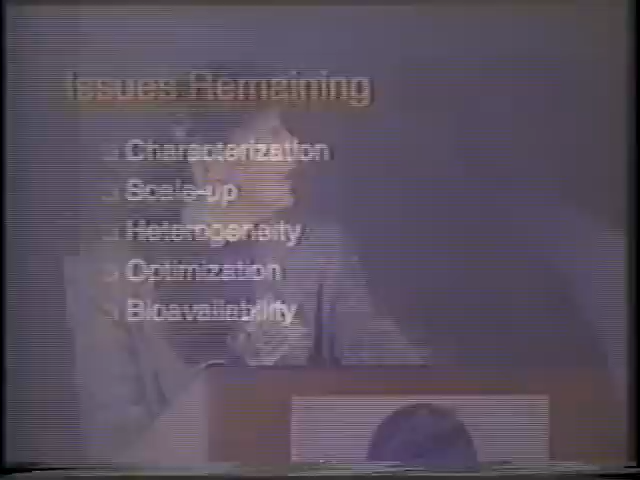 Issues Remaining
Characterization
Scale-up
Heterogeneity
Optimization
Bioavailability